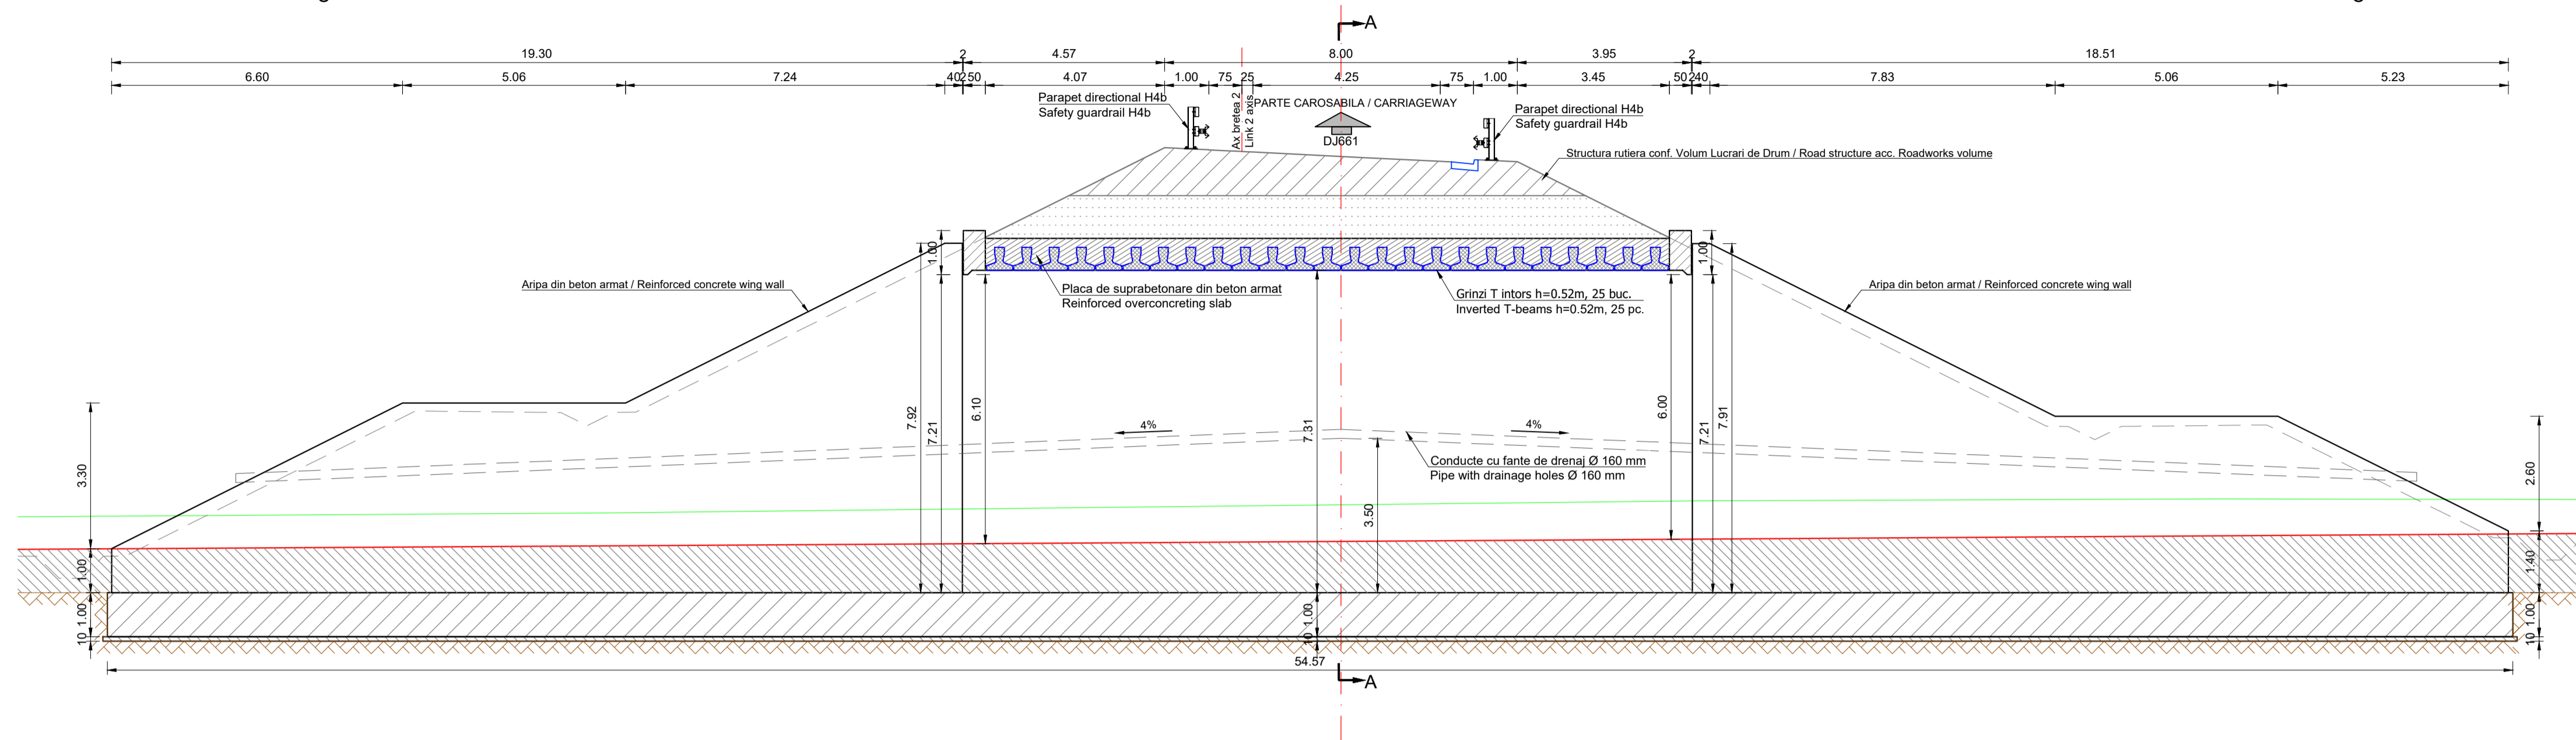 g
g
A
19.30
2
4.57
8.00
3.95
2
18.51
6.60
5.06
7.24
40
2
50
4.07
1.00
75
25
4.25
75
1.00
3.45
50
2
40
7.83
5.06
5.23
Parapet directional H4b
Safety guardrail H4b
Ax bretea 2
Link 2 axis
PARTE CAROSABILA / CARRIAGEWAY
DJ661
Parapet directional H4b
Safety guardrail H4b
Structura rutiera conf. Volum Lucrari de Drum / Road structure acc. Roadworks volume
1.00
1.00
Aripa din beton armat / Reinforced concrete wing wall
Placa de suprabetonare din beton armat
Reinforced overconcreting slab
Grinzi T intors h=0.52m, 25 buc.
Inverted T-beams h=0.52m, 25 pc.
Aripa din beton armat / Reinforced concrete wing wall
7.92
7.21
6.10
7.31
6.00
7.21
7.91
4%
4%
Conducte cu fante de drenaj Ø 160 mm
Pipe with drainage holes Ø 160 mm
3.30
3.50
2.60
1.00
1.40
1.00
1.00
1.00
10
10
10
54.57
A